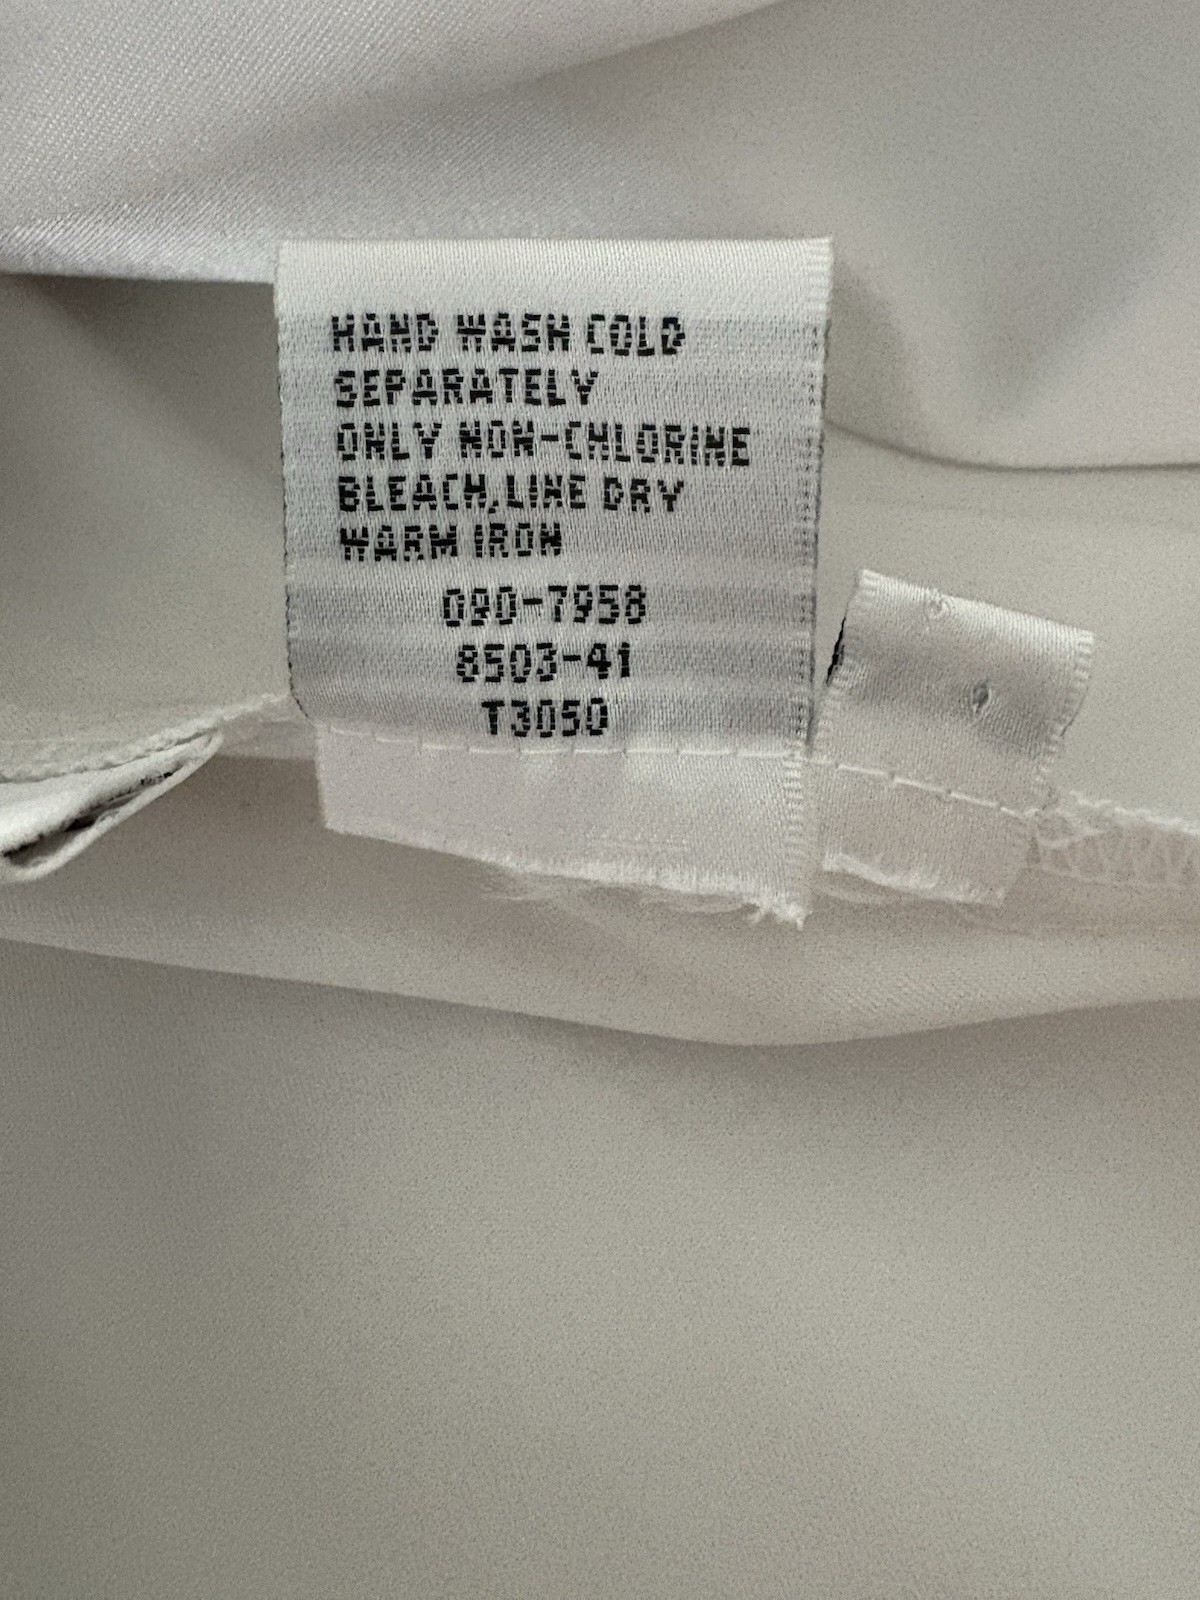 HAND WASH COLD
SEPARATELY
ONLY NON-CHLORINE
BLEACH, LINE DRY
WARM IRON
090-7958
8503-41
T3050